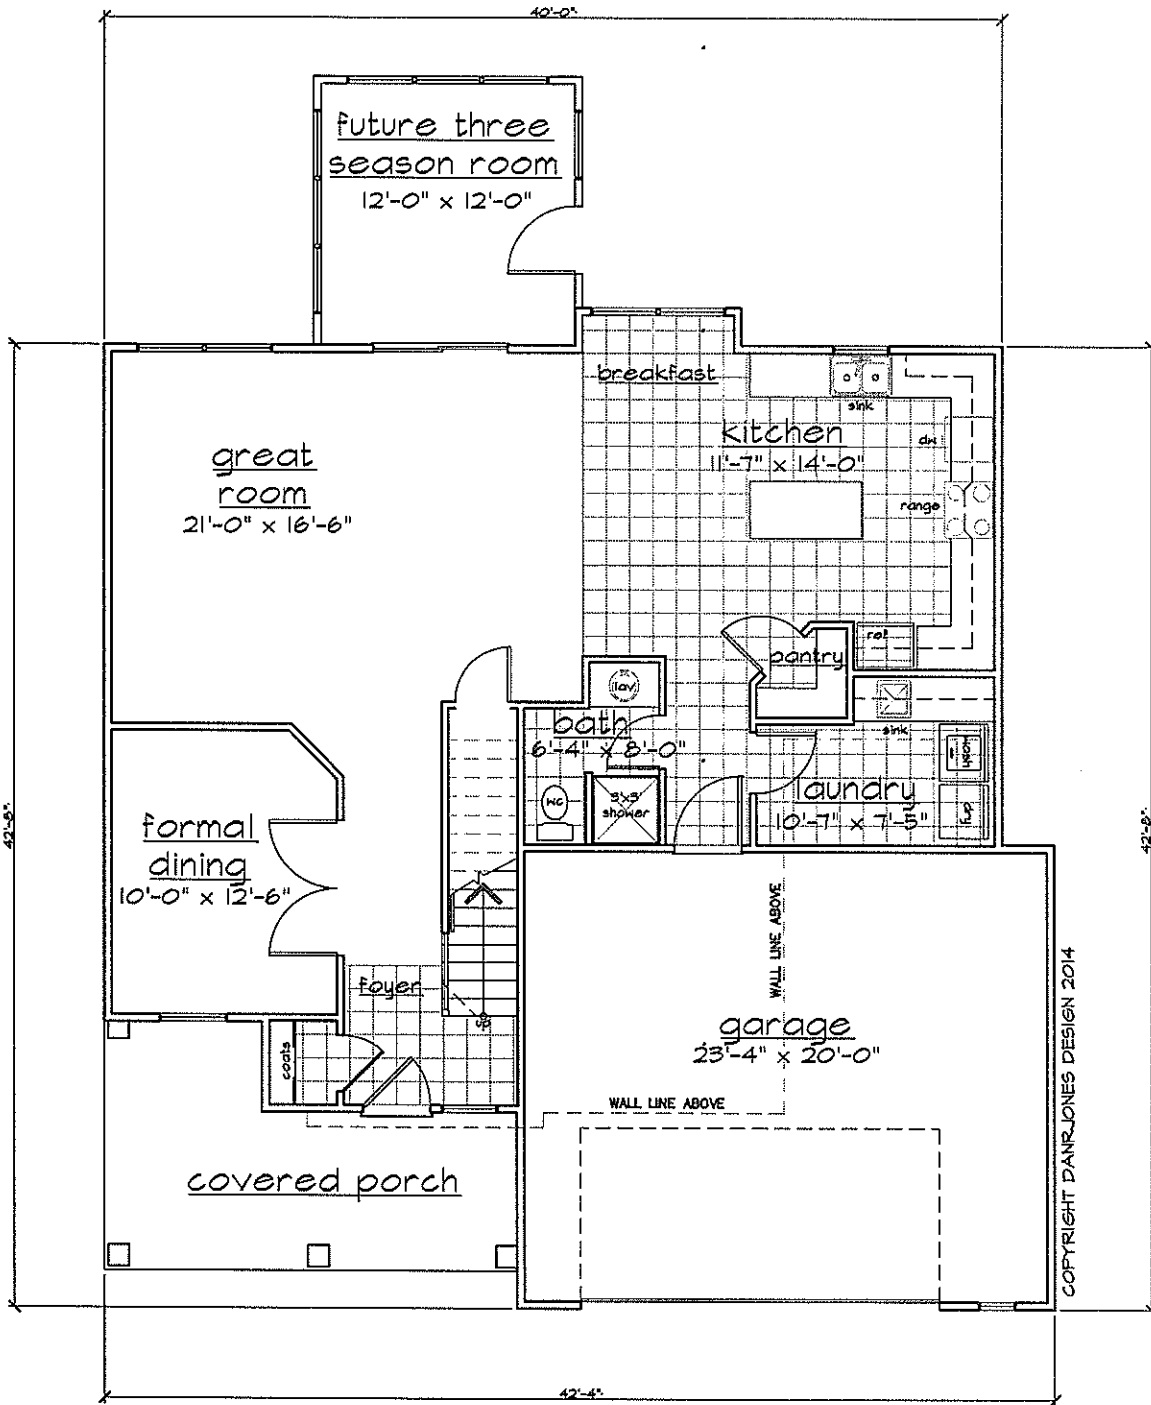 40'-0"
future three
season room
12'-0" x 12'-0"
breakfast
sink
kitchen
11'-7" x 14'-0"
dw
range
great
room
21'-0" x 16'-6"
ref
pantry
lav
bath
6'-4" x 8'-0"
sink
wash
laundry
10'-7" x 7'-5"
dry
WC
3'x3'
shower
42'-8"
42'-8"
formal
dining
10'-0" x 12'-6"
WALL LINE ABOVE
foyer
up
garage
23'-4" x 20'-0"
coats
WALL LINE ABOVE
covered porch
COPYRIGHT DANRJONES DESIGN 2014
42'-4"